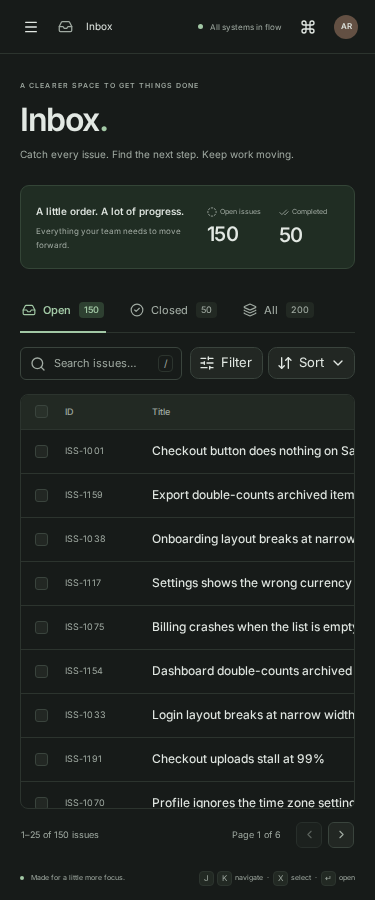 Inbox
All systems in flow
AR
A CLEARER SPACE TO GET THINGS DONE
Inbox.
Catch every issue. Find the next step. Keep work moving.
A little order. A lot of progress.
Everything your team needs to move
forward.
Open issues
150
Completed
50
Open 150
Closed 50
All 200
Search issues... /
Filter
Sort
ID Title
ISS-1001 Checkout button does nothing on Sa
ISS-1159 Export double-counts archived item
ISS-1038 Onboarding layout breaks at narrow
ISS-1117 Settings shows the wrong currency
ISS-1075 Billing crashes when the list is empty
ISS-1154 Dashboard double-counts archived
ISS-1033 Login layout breaks at narrow width
ISS-1191 Checkout uploads stall at 99%
ISS-1070 Profile ignores the time zone setting
1–25 of 150 issues
Page 1 of 6
Made for a little more focus.
J K navigate · X select · ↵ open